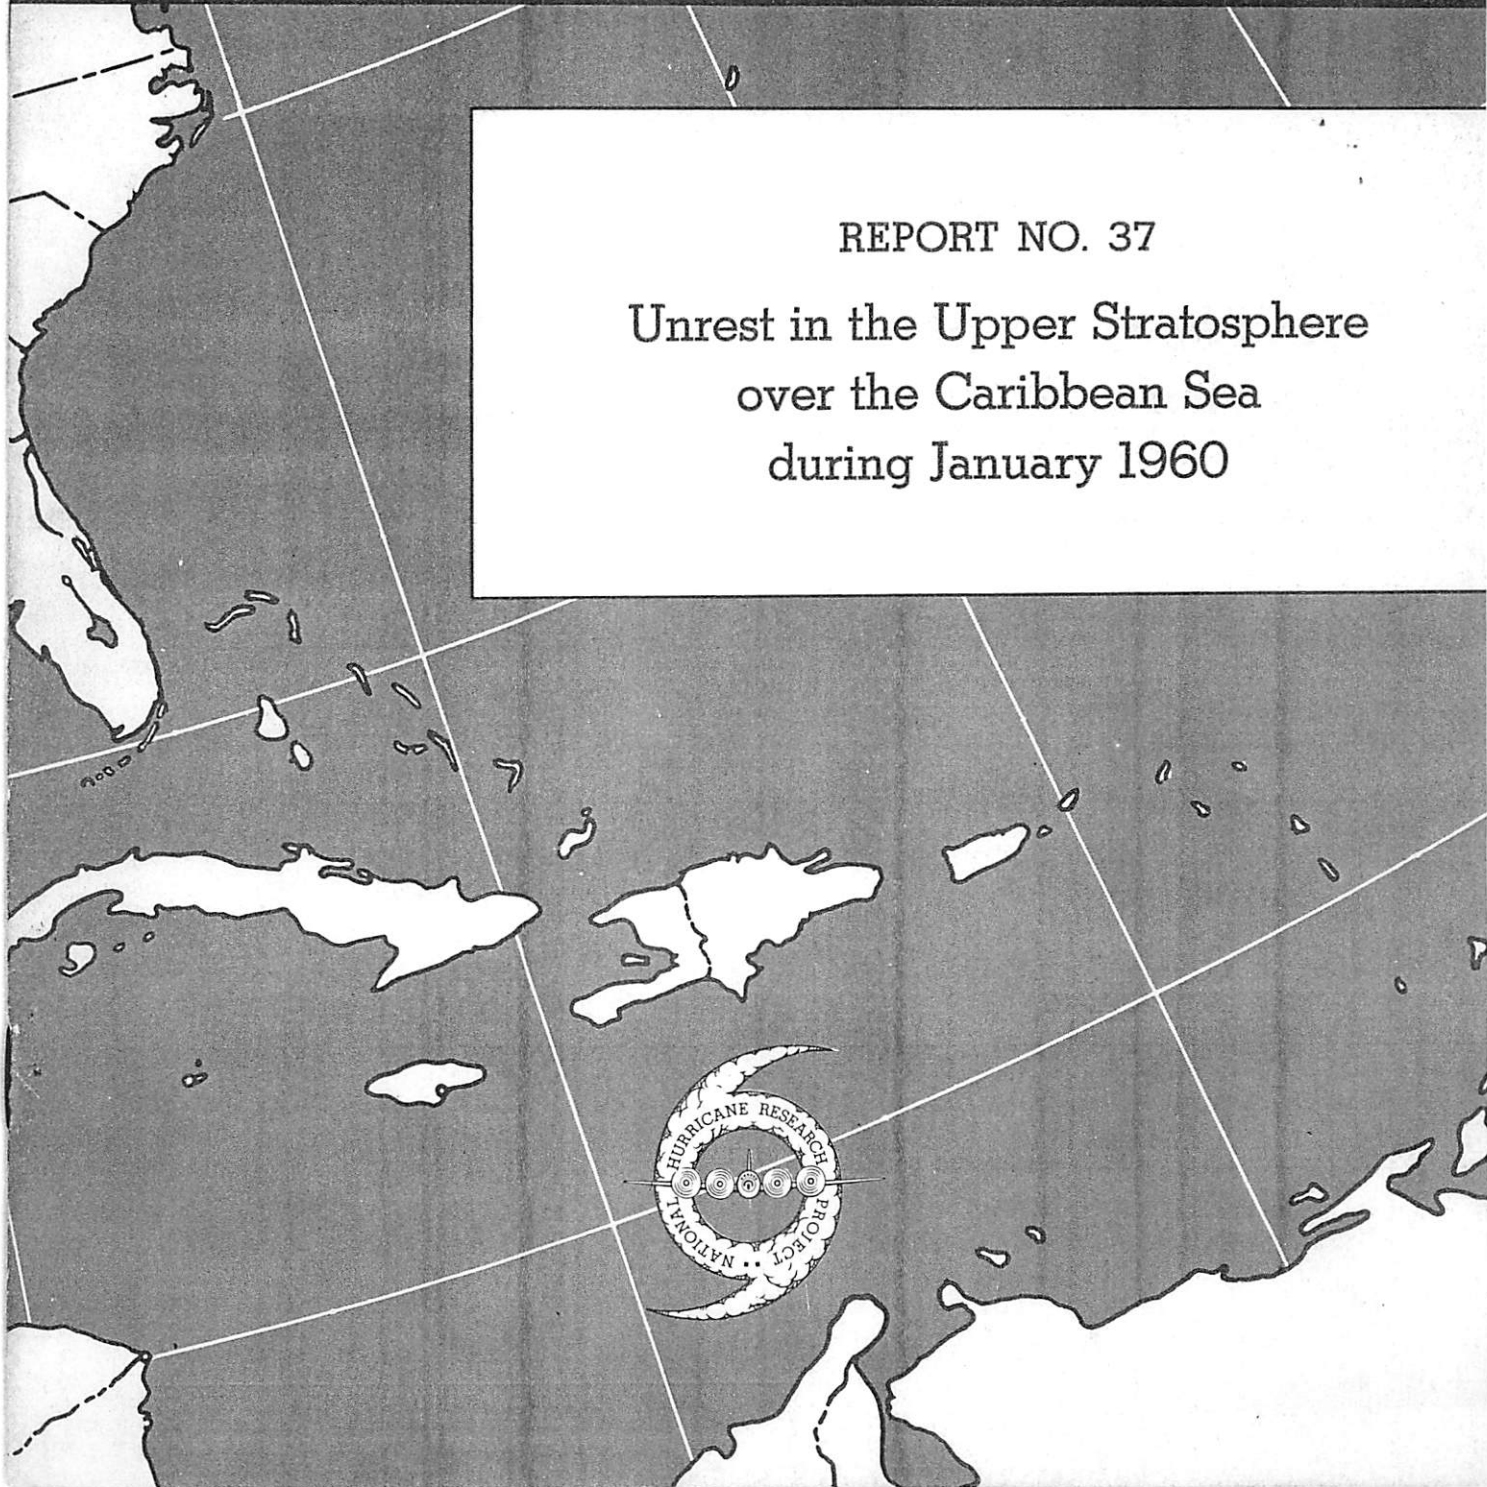 REPORT NO. 37
Unrest in the Upper Stratosphere
over the Caribbean Sea
during January 1960
NATIONAL HURRICANE RESEARCH PROJECT